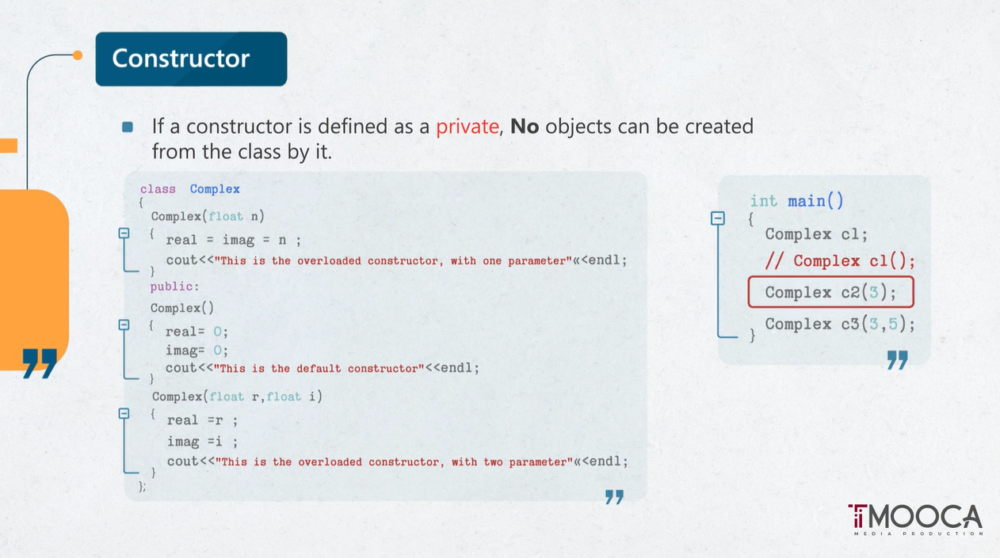 Constructor
If a constructor is defined as a private, No objects can be created
from the class by it.
class Complex
{
Complex(float n)
{
real = imag = n ;
cout<<"This is the overloaded constructor, with one parameter"«<endl;
}
public:
Complex()
{
real= 0;
imag= 0;
cout<<"This is the default constructor"<<endl;
}
Complex(float r,float i)
{
real =r ;
imag =i ;
cout<<"This is the overloaded constructor, with two parameter"«<endl;
}
};
int main()
{
Complex c1;
// Complex c1();
Complex c2(3);
Complex c3(3,5);
}
TiMOOCA
MEDIA PRODUCTION